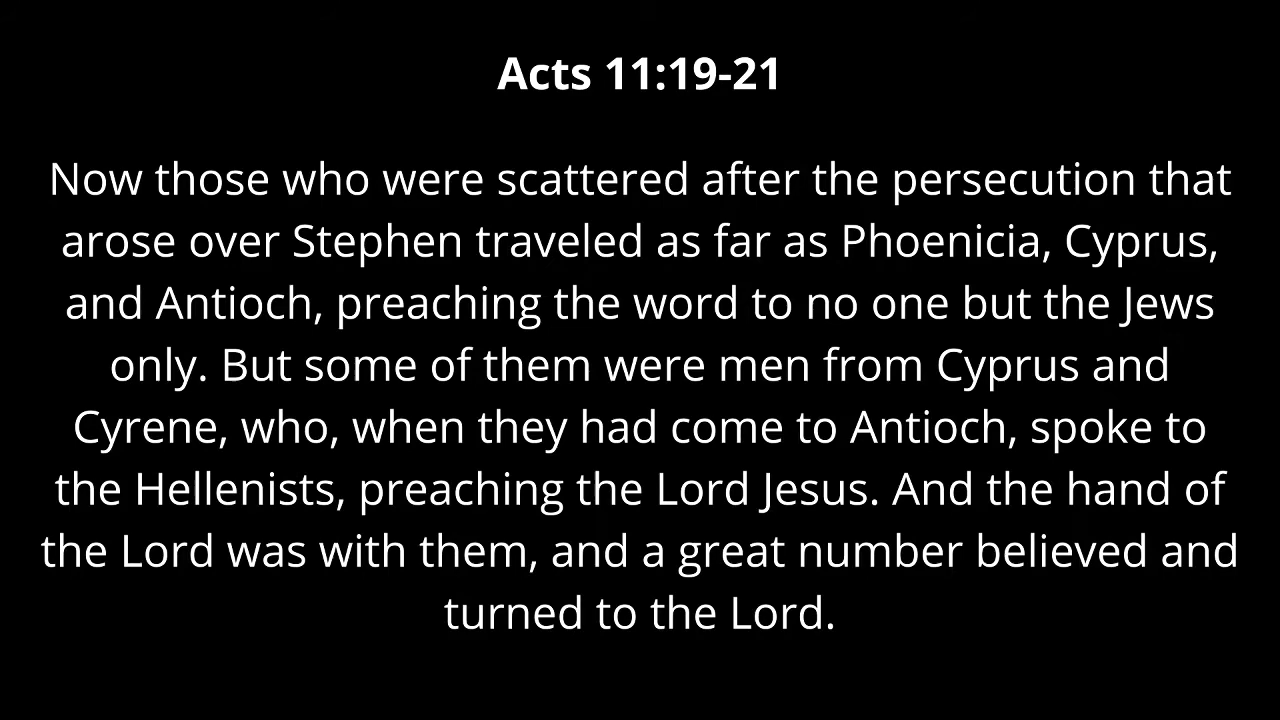 Acts 11:19-21
Now those who were scattered after the persecution that
arose over Stephen traveled as far as Phoenicia, Cyprus,
and Antioch, preaching the word to no one but the Jews
only. But some of them were men from Cyprus and
Cyrene, who, when they had come to Antioch, spoke to
the Hellenists, preaching the Lord Jesus. And the hand of
the Lord was with them, and a great number believed and
turned to the Lord.